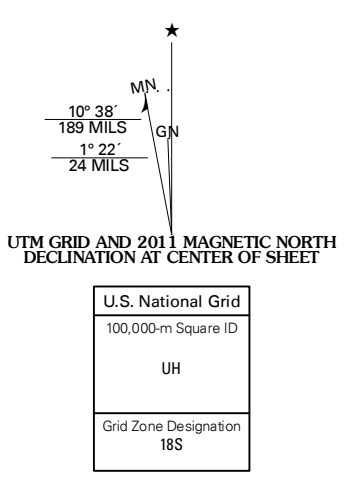 ★
MN
10° 38´
189 MILS
GN
1° 22´
24 MILS
UTM GRID AND 2011 MAGNETIC NORTH
DECLINATION AT CENTER OF SHEET
U.S. National Grid
100,000-m Square ID
UH
Grid Zone Designation
18S